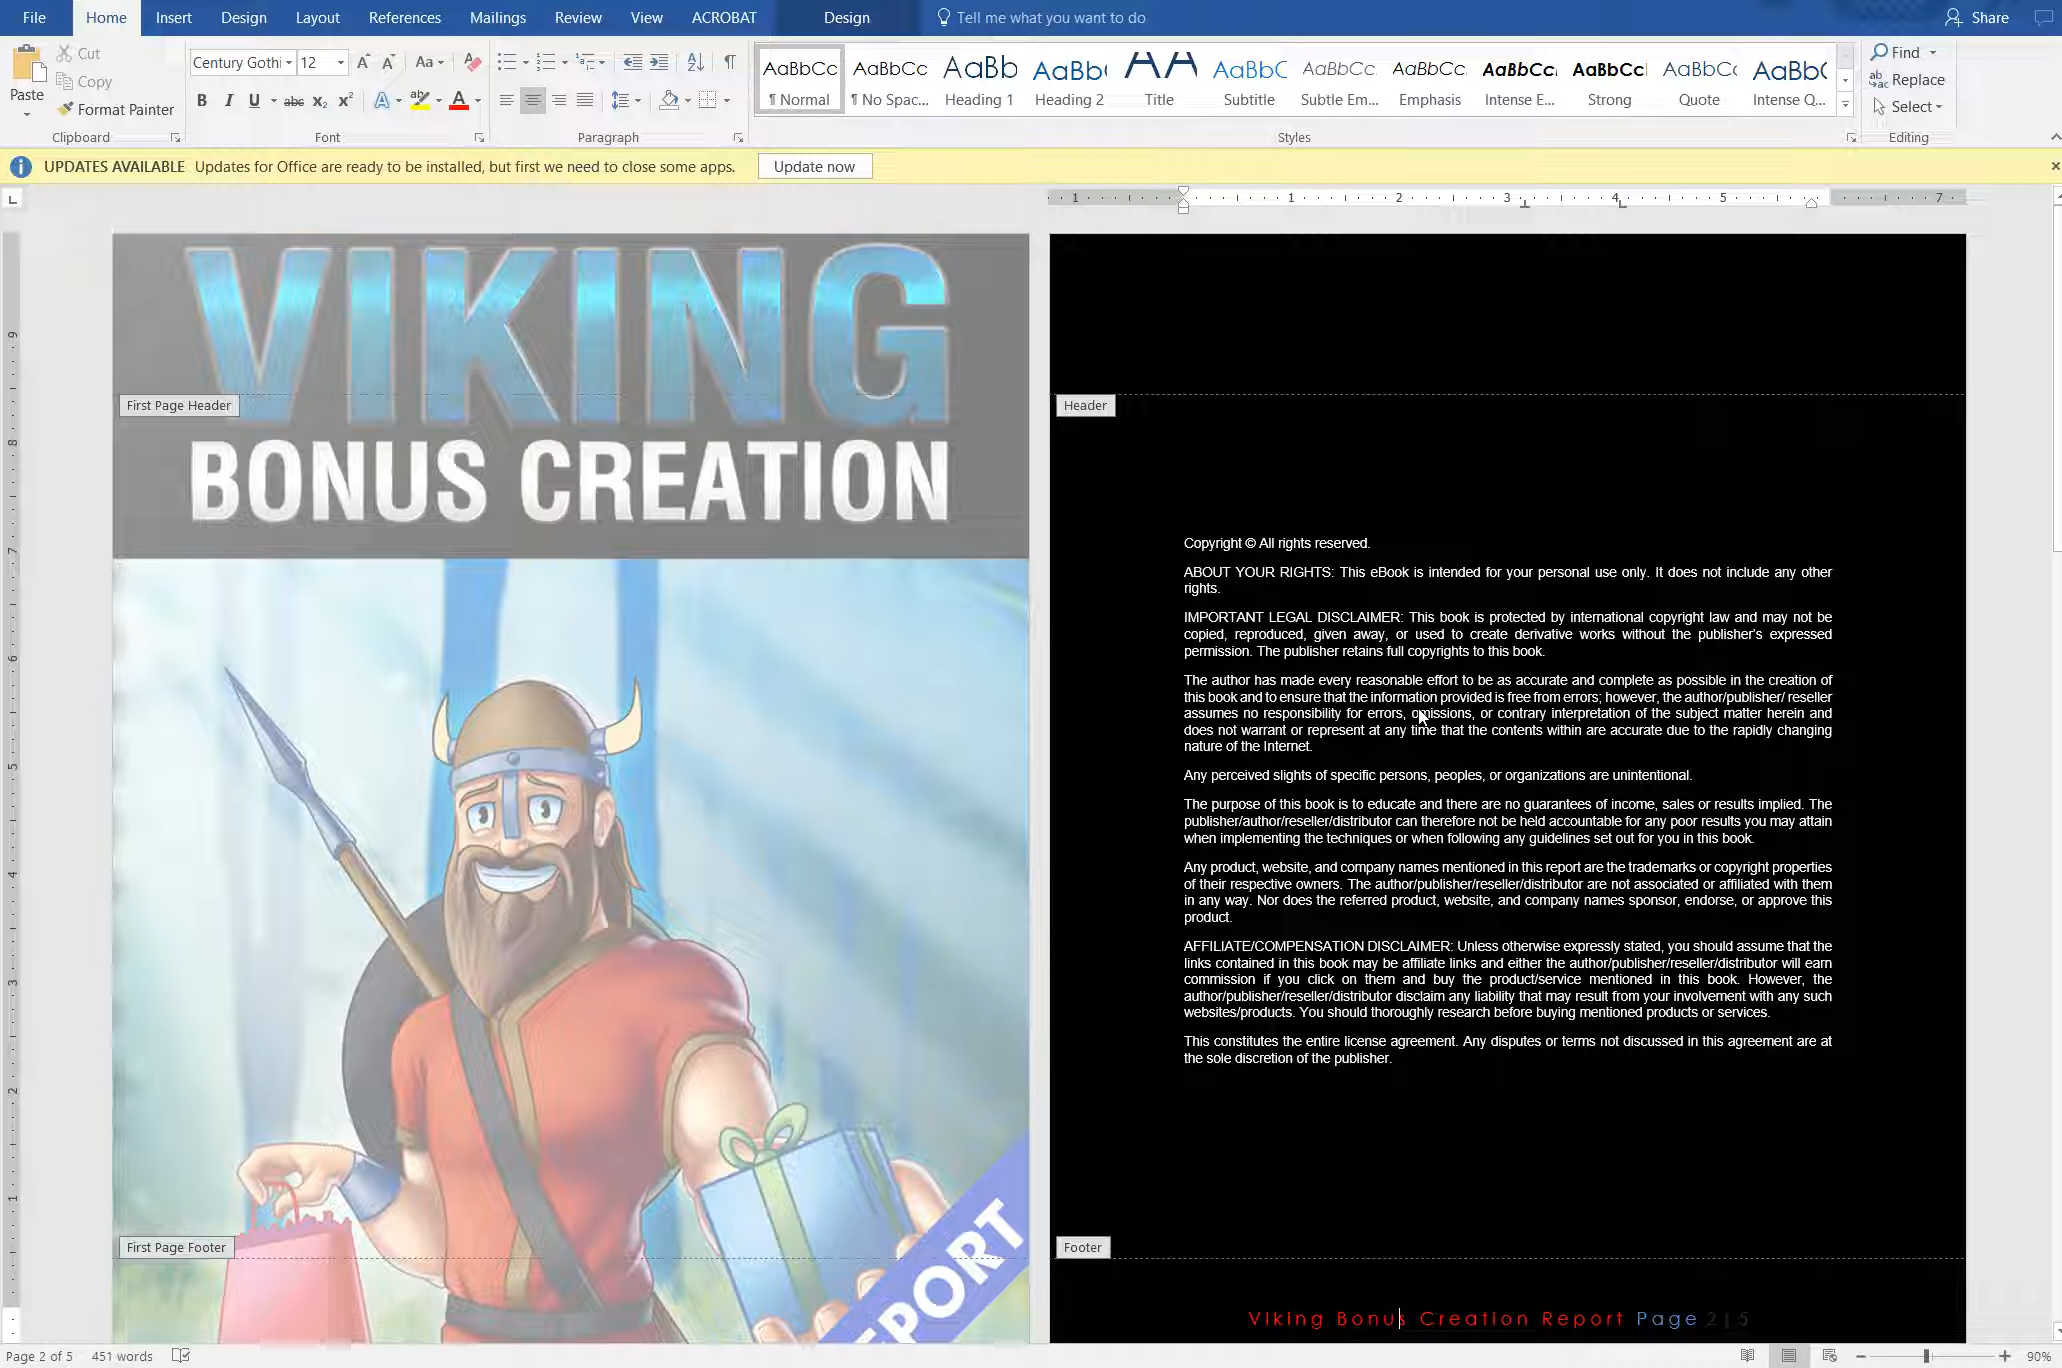 File Home Insert Design Layout References Mailings Review View ACROBAT Design Tell me what you want to do Share
Paste Cut Copy Format Painter
Century Gothi 12 Aa
B I U abc x₂ x² A ab A
AaBbCc AaBbCc AaBb AaBb AA AaBbC AaBbCc AaBbCc AaBbCc AaBbCc AaBbCc AaBb
¶ Normal ¶ No Spac... Heading 1 Heading 2 Title Subtitle Subtle Em... Emphasis Intense E... Strong Quote Intense Q...
Find
Replace
Select
Clipboard Font Paragraph Styles Editing
UPDATES AVAILABLE Updates for Office are ready to be installed, but first we need to close some apps. Update now
1 1 2 3 4 5 7
VIKING
First Page Header
BONUS CREATION
First Page Footer
EPORT
Header
Copyright © All rights reserved.
ABOUT YOUR RIGHTS: This eBook is intended for your personal use only. It does not include any other
rights.
IMPORTANT LEGAL DISCLAIMER: This book is protected by international copyright law and may not be
copied, reproduced, given away, or used to create derivative works without the publisher's expressed
permission. The publisher retains full copyrights to this book.
The author has made every reasonable effort to be as accurate and complete as possible in the creation of
this book and to ensure that the information provided is free from errors; however, the author/publisher/ reseller
assumes no responsibility for errors, omissions, or contrary interpretation of the subject matter herein and
does not warrant or represent at any time that the contents within are accurate due to the rapidly changing
nature of the Internet.
Any perceived slights of specific persons, peoples, or organizations are unintentional.
The purpose of this book is to educate and there are no guarantees of income, sales or results implied. The
publisher/author/reseller/distributor can therefore not be held accountable for any poor results you may attain
when implementing the techniques or when following any guidelines set out for you in this book.
Any product, website, and company names mentioned in this report are the trademarks or copyright properties
of their respective owners. The author/publisher/reseller/distributor are not associated or affiliated with them
in any way. Nor does the referred product, website, and company names sponsor, endorse, or approve this
product.
AFFILIATE/COMPENSATION DISCLAIMER: Unless otherwise expressly stated, you should assume that the
links contained in this book may be affiliate links and either the author/publisher/reseller/distributor will earn
commission if you click on them and buy the product/service mentioned in this book. However, the
author/publisher/reseller/distributor disclaim any liability that may result from your involvement with any such
websites/products. You should thoroughly research before buying mentioned products or services.
This constitutes the entire license agreement. Any disputes or terms not discussed in this agreement are at
the sole discretion of the publisher.
Footer
Viking Bonus Creation Report Page 2 | 5
Page 2 of 5 451 words 90%